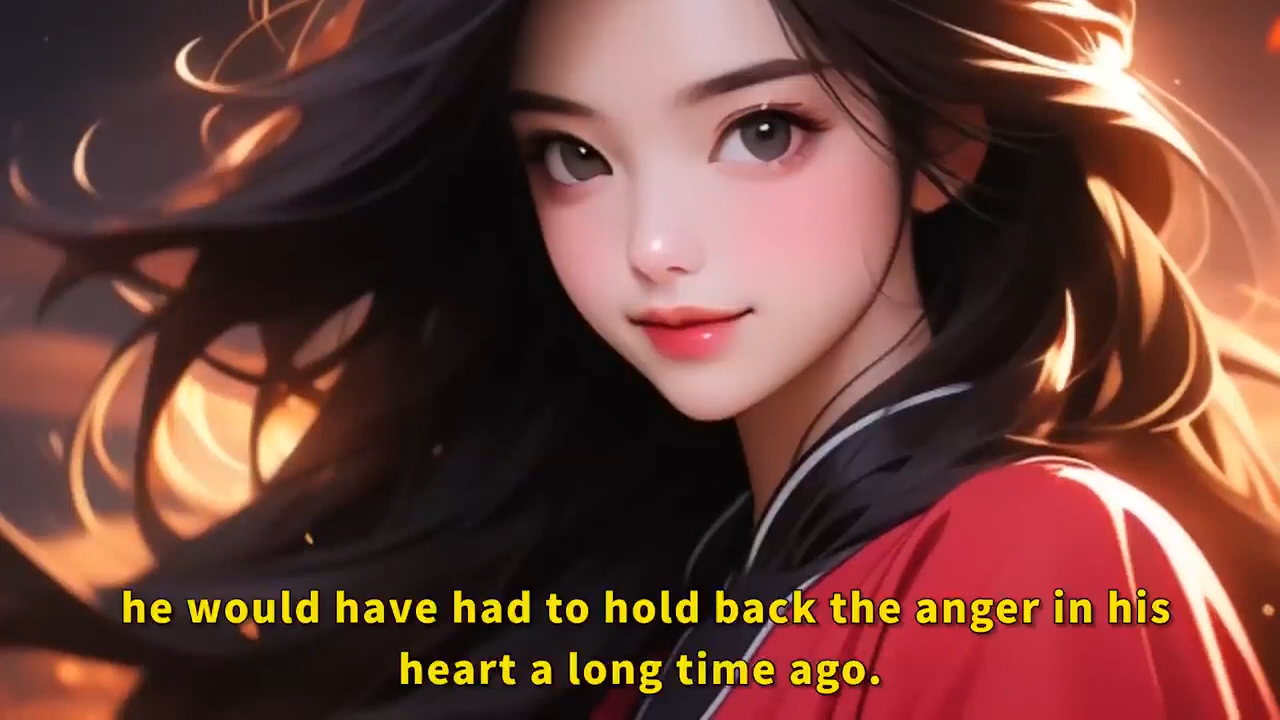 he would have had to hold back the anger in his
heart a long time ago.